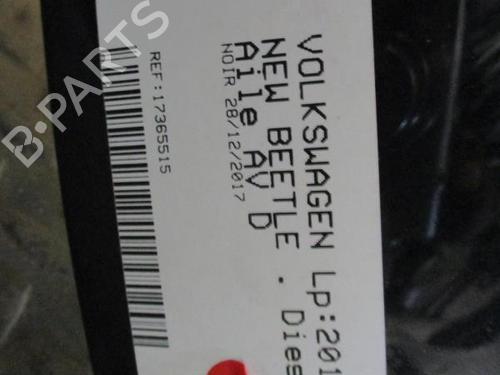 VOLKSWAGEN Lp:201
NEW BEETLE . Dies
Aile AV D
NOIR 28/12/2017
REF:17365515
B-PARTS